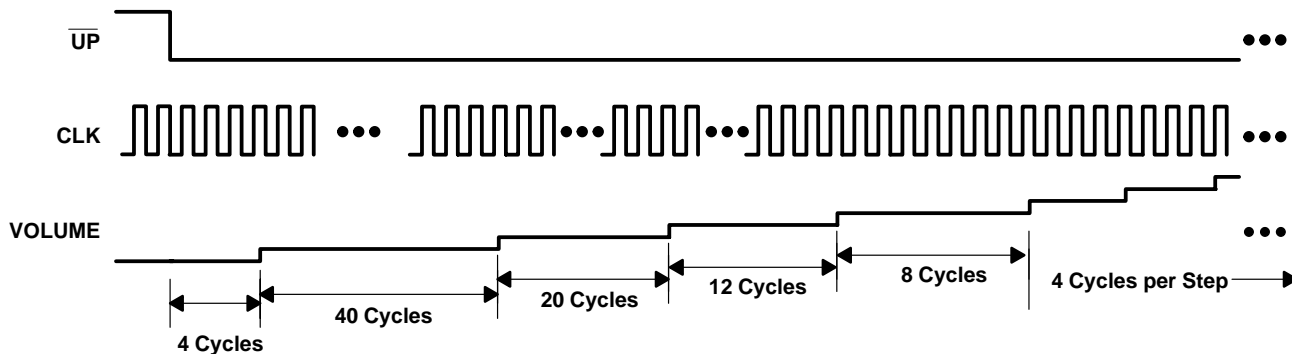 UP
CLK
VOLUME
4 Cycles
40 Cycles
20 Cycles
12 Cycles
8 Cycles
4 Cycles per Step